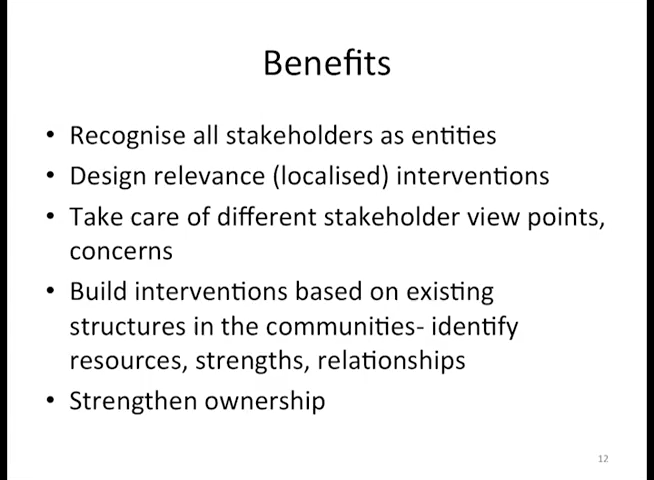 Benefits
• Recognise all stakeholders as entities
• Design relevance (localised) interventions
• Take care of different stakeholder view points,
concerns
• Build interventions based on existing
structures in the communities- identify
resources, strengths, relationships
• Strengthen ownership
12